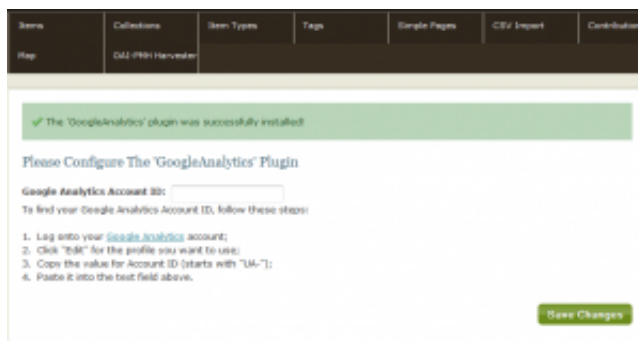 Items Collections Item Types Tags Simple Pages CSV Import Contribution
Map OAI-PMH Harvester
✓ The 'GoogleAnalytics' plugin was successfully installed!
Please Configure The 'GoogleAnalytics' Plugin
Google Analytics Account ID:
To find your Google Analytics Account ID, follow these steps:
1. Log onto your Google Analytics account;
2. Click "Edit" for the profile you want to use;
3. Copy the value for Account ID (starts with "UA-");
4. Paste it into the text field above.
Save Changes